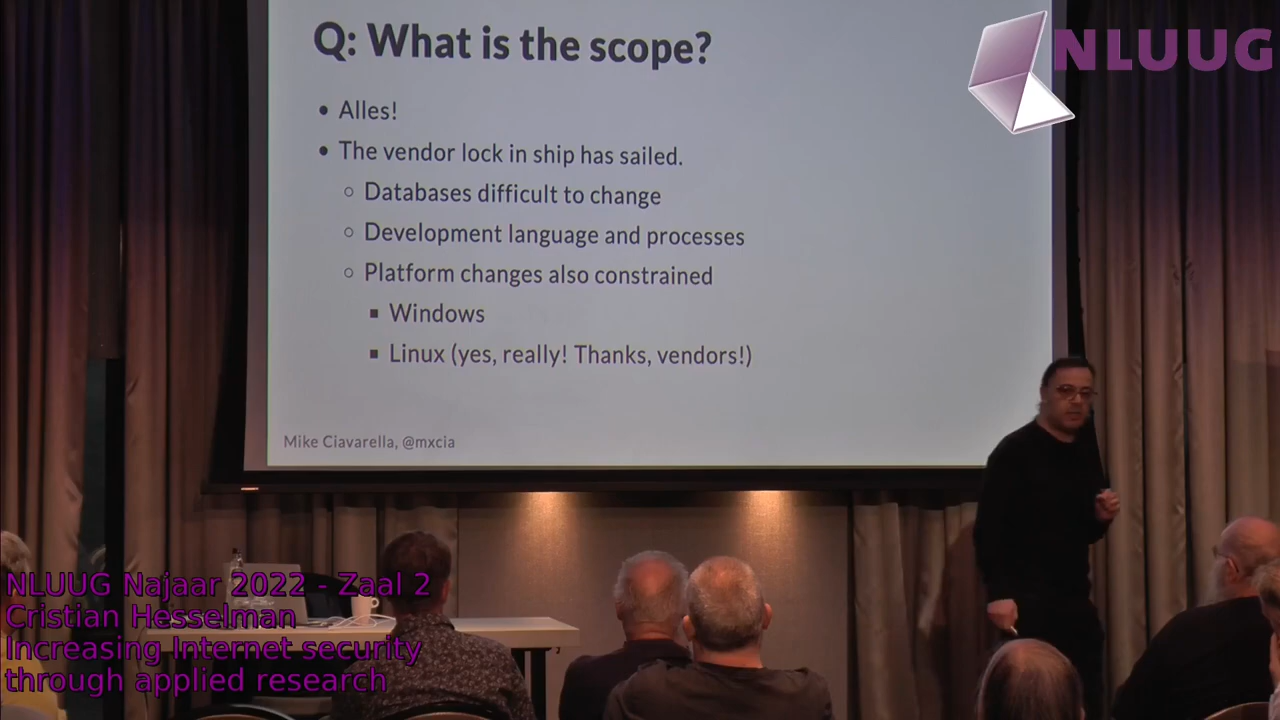 Q: What is the scope?
• Alles!
• The vendor lock in ship has sailed.
○ Databases difficult to change
○ Development language and processes
○ Platform changes also constrained
▪ Windows
▪ Linux (yes, really! Thanks, vendors!)
Mike Ciavarella, @mxcia
NLUUG
NLUUG Najaar 2022 - Zaal 2
Cristian Hesselman
Increasing Internet security
through applied research